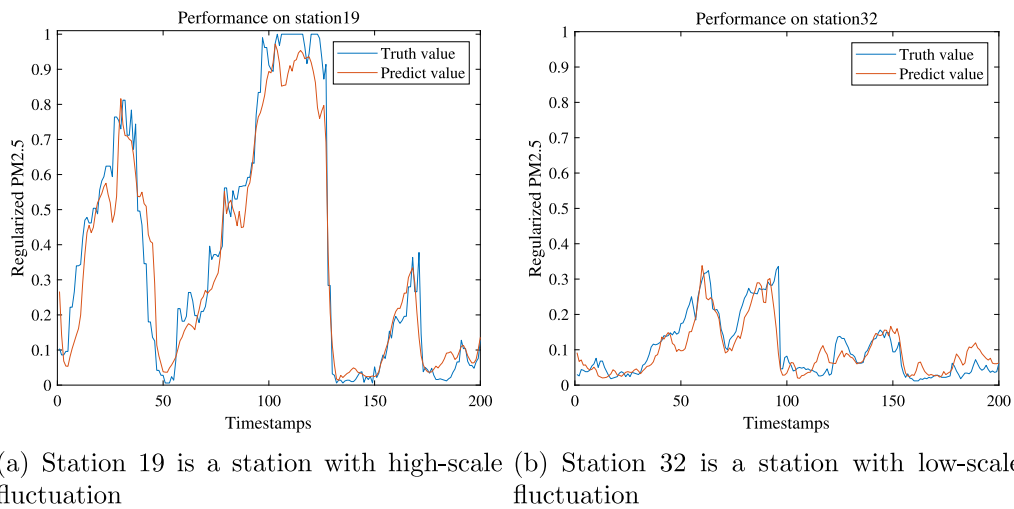 Performance on station19
1
0.9
0.8
0.7
0.6
0.5
0.4
0.3
0.2
0.1
0
Regularized PM2.5
Truth value
Predict value
0 50 100 150 200
Timestamps
(a) Station 19 is a station with high-scale
fluctuation
Performance on station32
1
0.9
0.8
0.7
0.6
0.5
0.4
0.3
0.2
0.1
0
Regularized PM2.5
Truth value
Predict value
0 50 100 150 200
Timestamps
(b) Station 32 is a station with low-scale
fluctuation